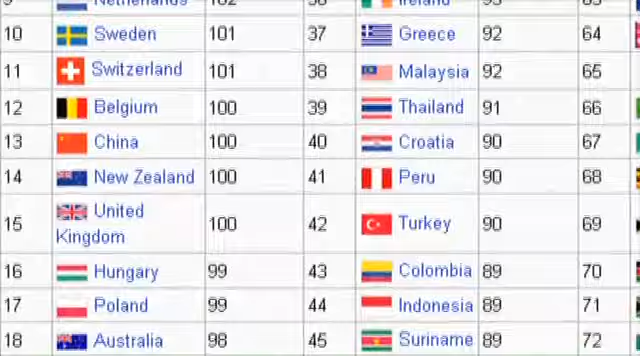 Netherlands 102 Ireland
10 Sweden 101 37 Greece 92 64
11 Switzerland 101 38 Malaysia 92 65
12 Belgium 100 39 Thailand 91 66
13 China 100 40 Croatia 90 67
14 New Zealand 100 41 Peru 90 68
15 United Kingdom 100 42 Turkey 90 69
16 Hungary 99 43 Colombia 89 70
17 Poland 99 44 Indonesia 89 71
18 Australia 98 45 Suriname 89 72